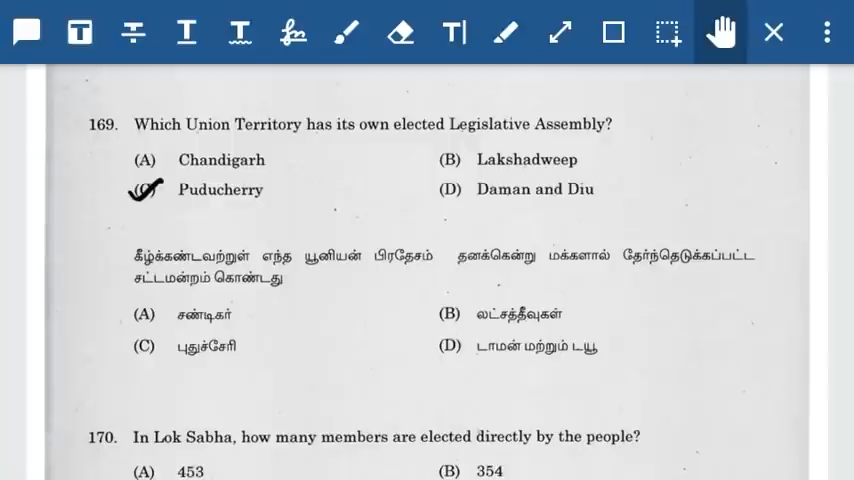 169. Which Union Territory has its own elected Legislative Assembly?
(A) Chandigarh (B) Lakshadweep
(C) Puducherry (D) Daman and Diu
கீழ்க்கண்டவற்றுள் எந்த யூனியன் பிரதேசம் தனக்கென்று மக்களால் தேர்ந்தெடுக்கப்பட்ட
சட்டமன்றம் கொண்டது
(A) சண்டிகர் (B) லட்சத்தீவுகள்
(C) புதுச்சேரி (D) டாமன் மற்றும் டயூ
170. In Lok Sabha, how many members are elected directly by the people?
(A) 453 (B) 354